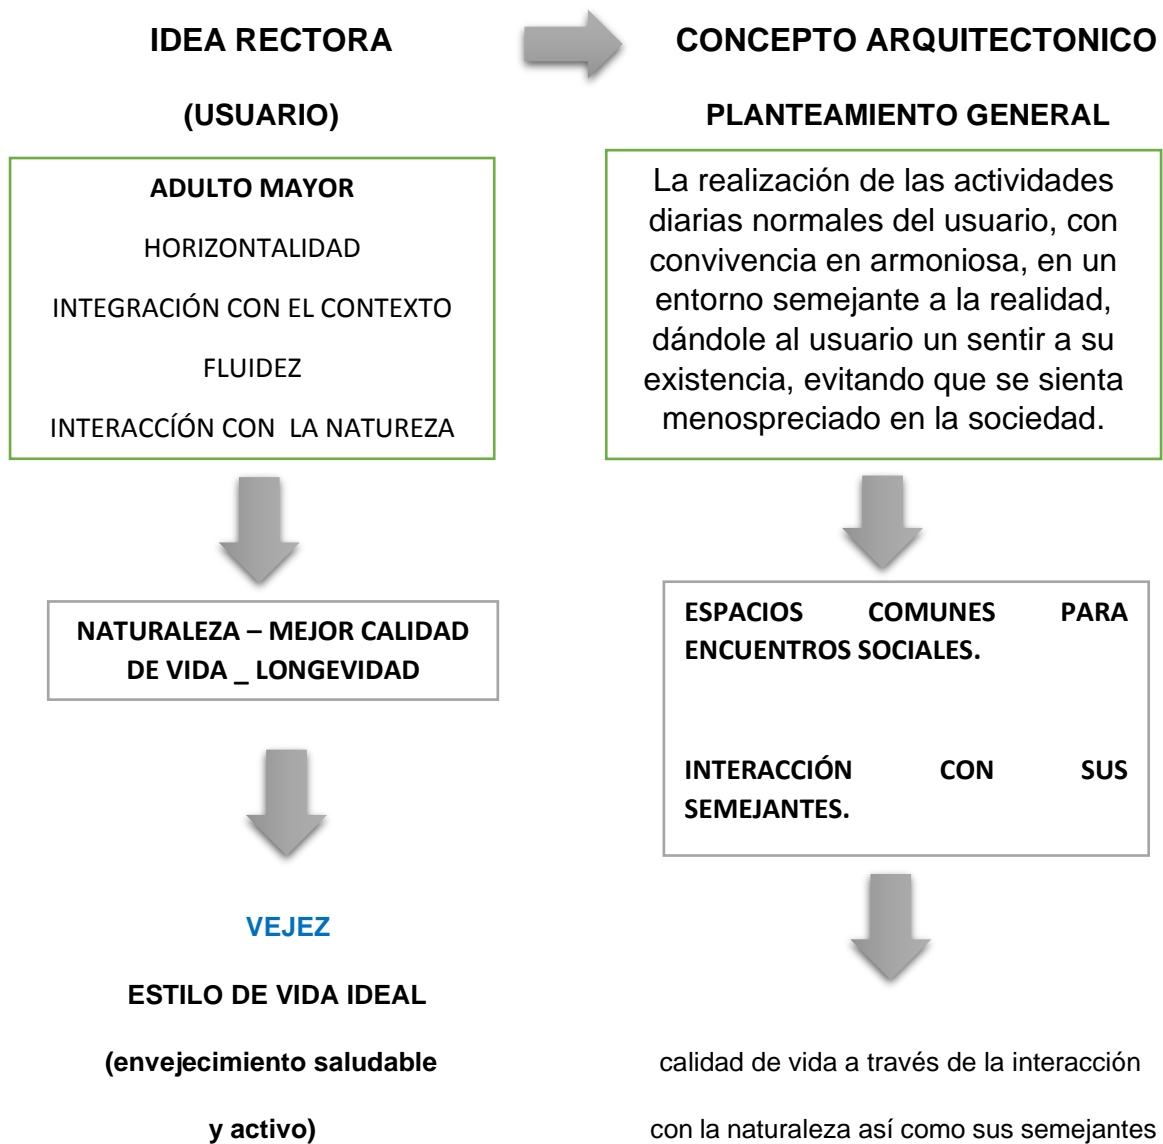 IDEA RECTORA
(USUARIO)
ADULTO MAYOR
HORIZONTALIDAD
INTEGRACIÓN CON EL CONTEXTO
FLUIDEZ
INTERACCÍÓN CON LA NATUREZA
NATURALEZA – MEJOR CALIDAD
DE VIDA _ LONGEVIDAD
VEJEZ
ESTILO DE VIDA IDEAL
(envejecimiento saludable
y activo)
CONCEPTO ARQUITECTONICO
PLANTEAMIENTO GENERAL
La realización de las actividades
diarias normales del usuario, con
convivencia en armoniosa, en un
entorno semejante a la realidad,
dándole al usuario un sentir a su
existencia, evitando que se sienta
menospreciado en la sociedad.
ESPACIOS COMUNES PARA
ENCUENTROS SOCIALES.
INTERACCIÓN CON SUS
SEMEJANTES.
calidad de vida a través de la interacción
con la naturaleza así como sus semejantes